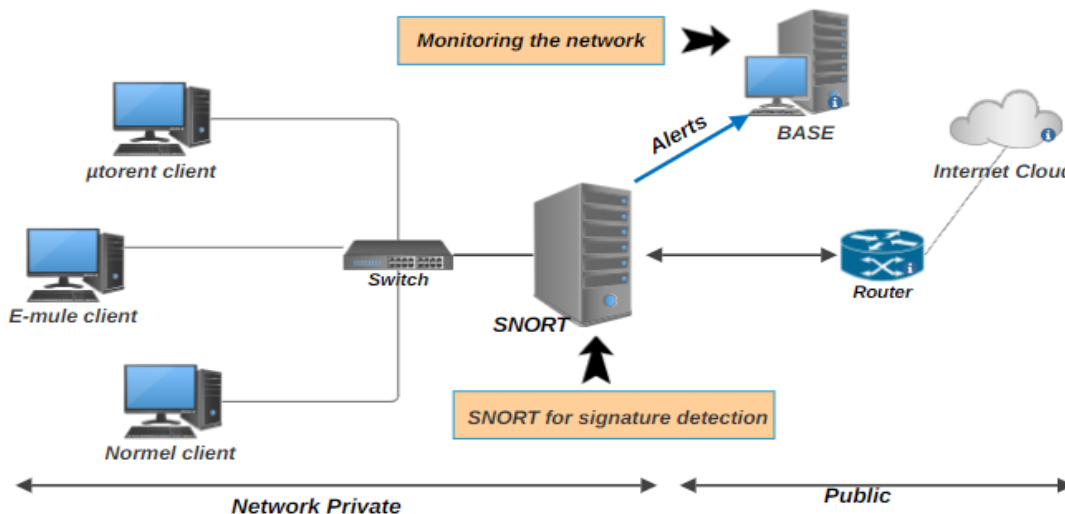 Monitoring the network
µtorent client
Alerts
BASE
Internet Cloud
E-mule client
Switch
SNORT
Router
SNORT for signature detection
Normel client
Network Private
Public